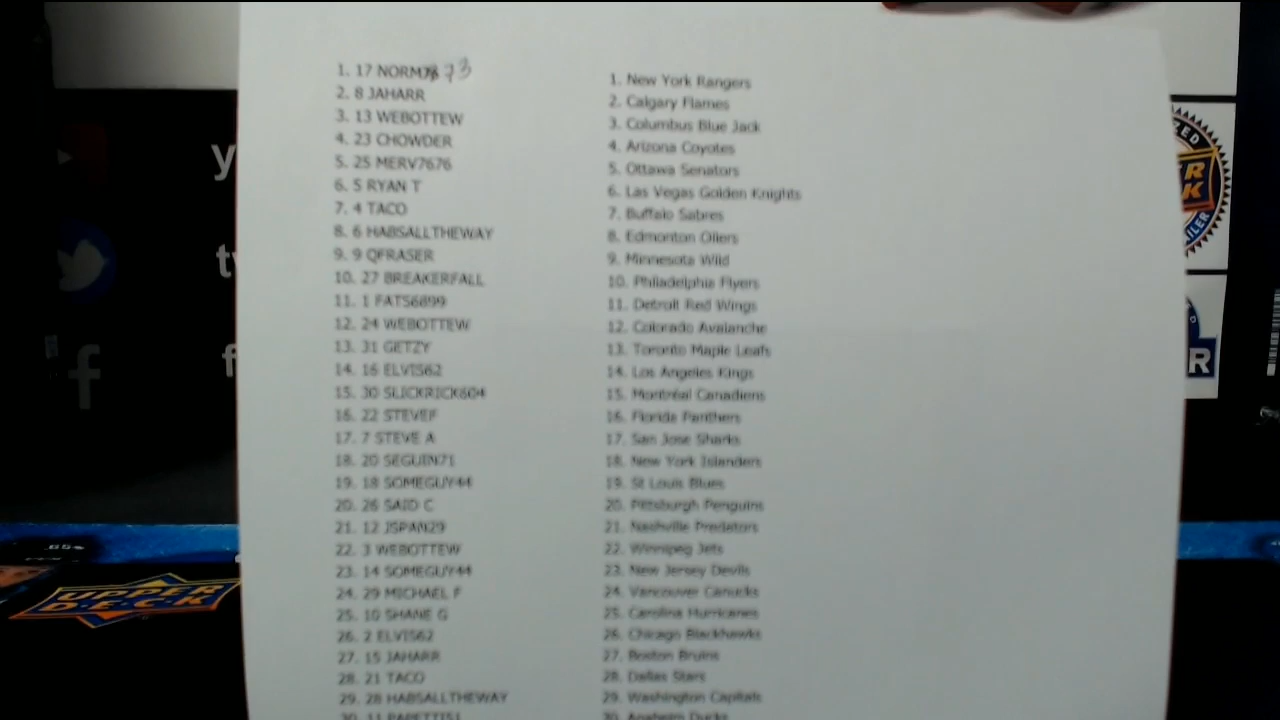 1. 17 NORM7873
2. 8 JAHARR
3. 13 WEBOTTEW
4. 23 CHOWDER
5. 25 MERV7676
6. 5 RYAN T
7. 4 TACO
8. 6 HABSALLTHEWAY
9. 9 QFRASER
10. 27 BREAKERFALL
11. 1 FATS6899
12. 24 WEBOTTEW
13. 31 GETZY
14. 16 ELVIS62
15. 30 SLICKRICK604
16. 22 STEVEF
17. 7 STEVE A
18. 20 SEGUIN71
19. 18 SOMEGUY44
20. 26 SAID C
21. 12 JSPAN29
22. 3 WEBOTTEW
23. 14 SOMEGUY44
24. 29 MICHAEL F
25. 10 SHANE G
26. 2 ELVIS62
27. 15 JAHARR
28. 21 TACO
29. 28 HABSALLTHEWAY
30. 11
1. New York Rangers
2. Calgary Flames
3. Columbus Blue Jack
4. Arizona Coyotes
5. Ottawa Senators
6. Las Vegas Golden Knights
7. Buffalo Sabres
8. Edmonton Oilers
9. Minnesota Wild
10. Philadelphia Flyers
11. Detroit Red Wings
12. Colorado Avalanche
13. Toronto Maple Leafs
14. Los Angeles Kings
15. Montréal Canadiens
16. Florida Panthers
17. San Jose Sharks
18. New York Islanders
19. St Louis Blues
20. Pittsburgh Penguins
21. Nashville Predators
22. Winnipeg Jets
23. New Jersey Devils
24. Vancouver Canucks
25. Carolina Hurricanes
26. Chicago Blackhawks
27. Boston Bruins
28. Dallas Stars
29. Washington Capitals
30. Anaheim Ducks
UPPER
D·E·C·K